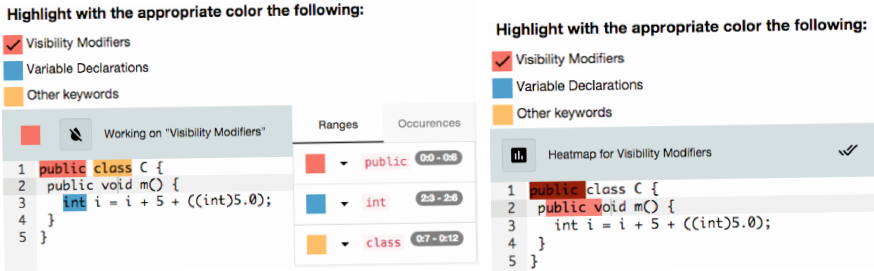 Highlight with the appropriate color the following:
Visibility Modifiers
Variable Declarations
Other keywords
Working on "Visibility Modifiers"
1 public class C {
2 public void m() {
3 int i = i + 5 + ((int)5.0);
4 }
5 }
Ranges Occurences
public 0:0 - 0:6
int 2:3 - 2:6
class 0:7 - 0:12
Highlight with the appropriate color the following:
Visibility Modifiers
Variable Declarations
Other keywords
Heatmap for Visibility Modifiers
1 public class C {
2 public void m() {
3 int i = i + 5 + ((int)5.0);
4 }
5 }